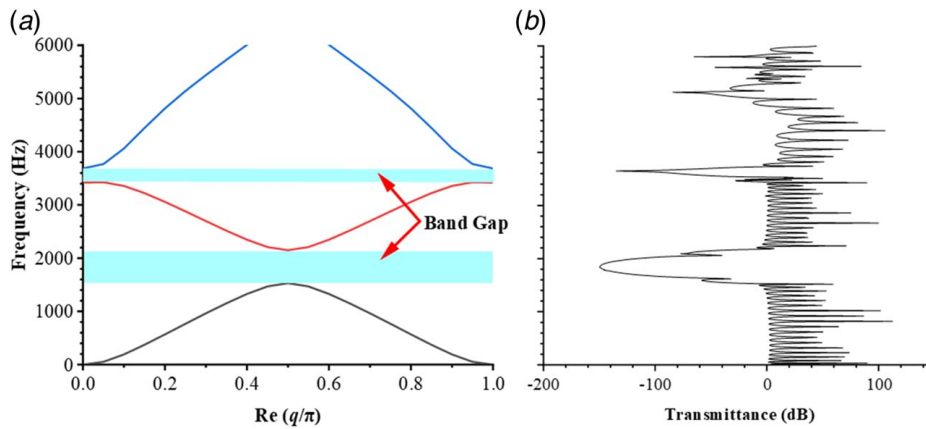 (a)
(b)
6000
5000
4000
3000
2000
1000
0
Frequency (Hz)
Band Gap
0.0 0.2 0.4 0.6 0.8 1.0
Re (q/π)
-200 -100 0 100
Transmittance (dB)